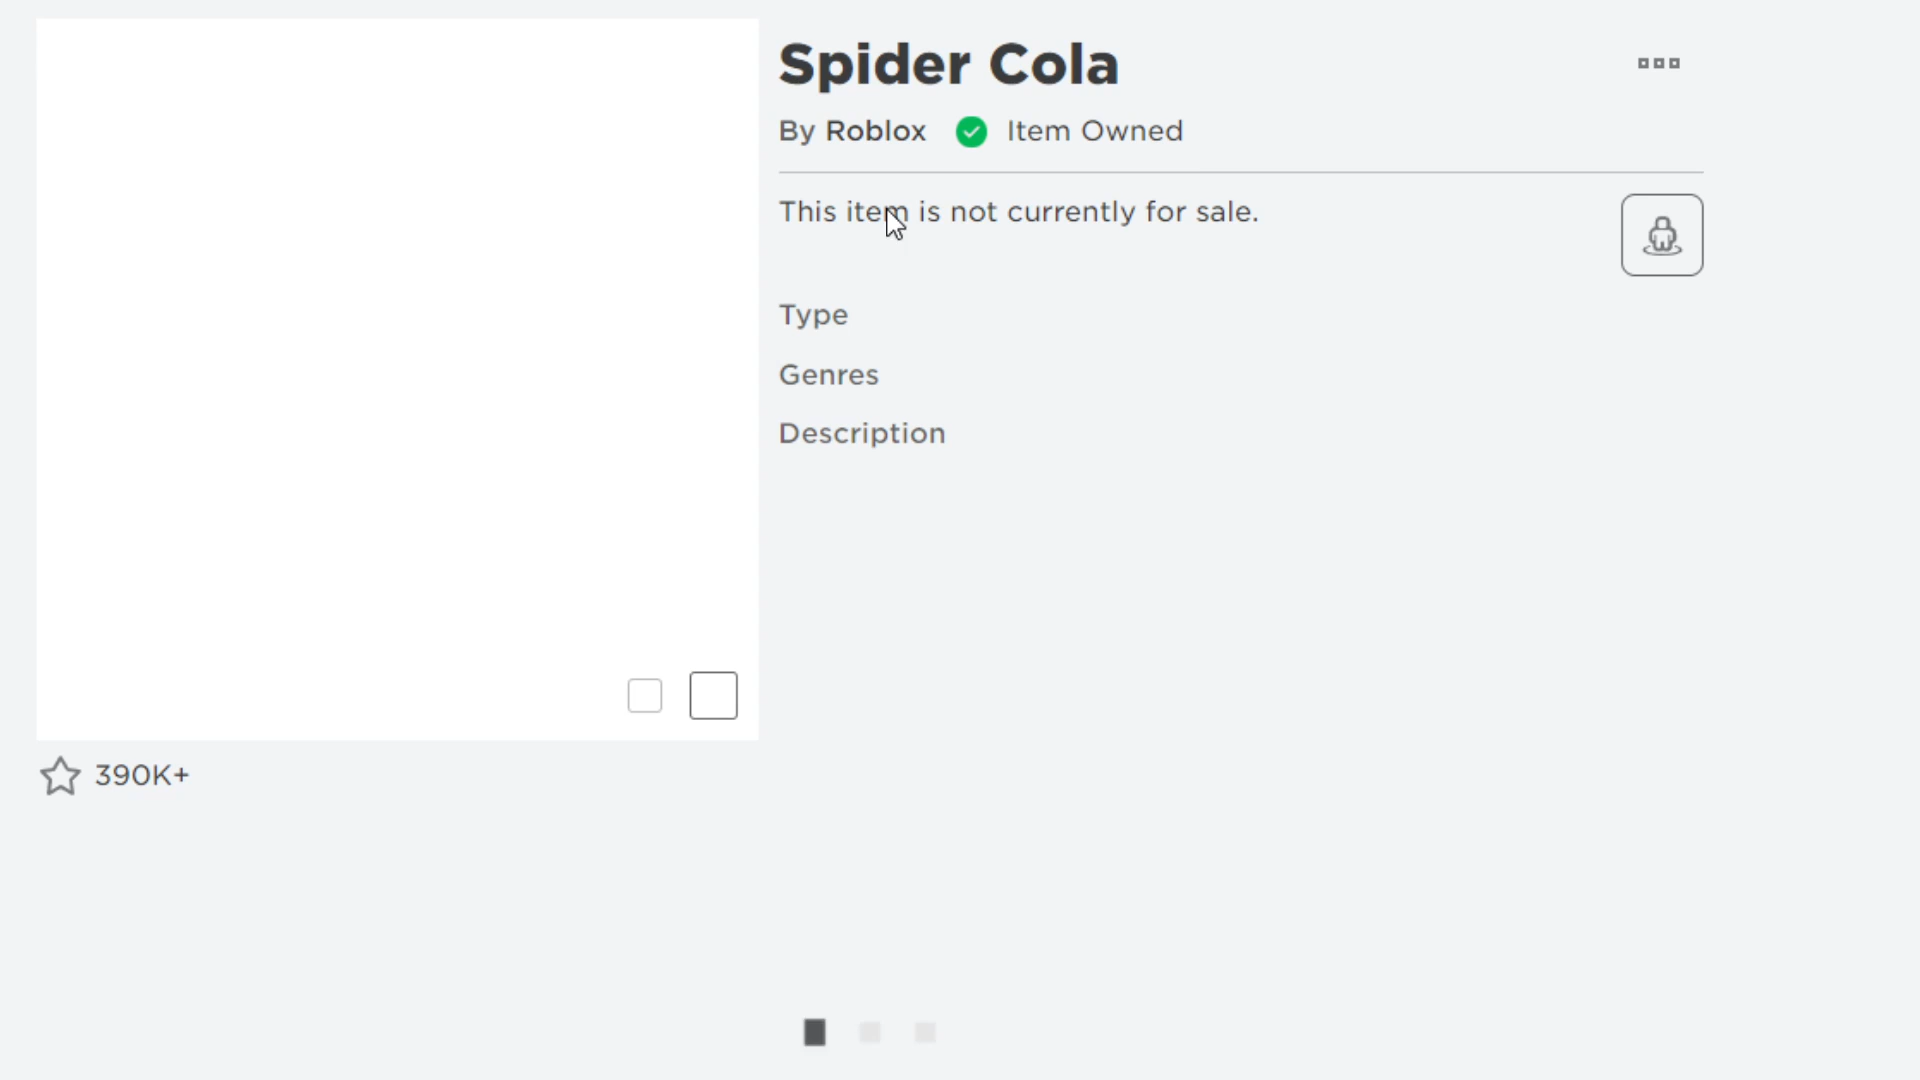 Spider Cola
By Roblox Item Owned
This item is not currently for sale.
Type
Genres
Description
390K+